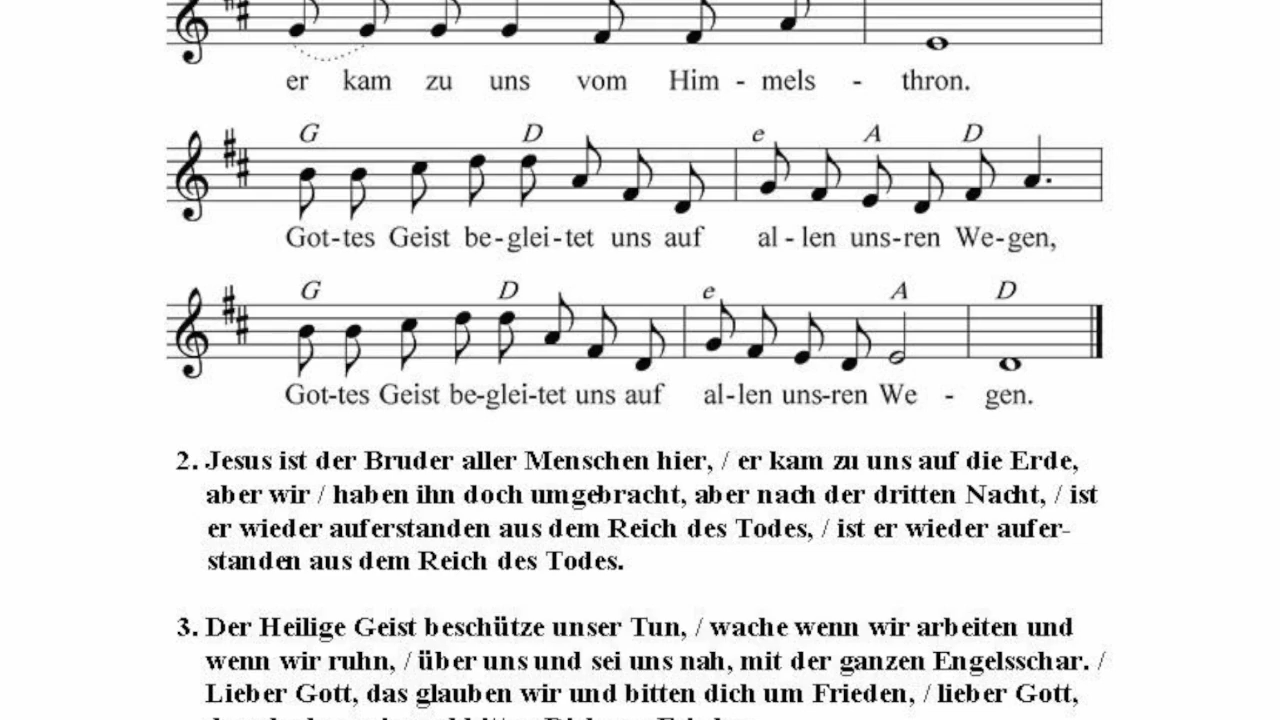 er kam zu uns vom Him - mels - thron.
G D e A D
Got-tes Geist be-glei-tet uns auf al-len uns-ren We-gen,
G D e A D
Got-tes Geist be-glei-tet uns auf al-len uns-ren We - gen.
2. Jesus ist der Bruder aller Menschen hier, / er kam zu uns auf die Erde,
aber wir / haben ihn doch umgebracht, aber nach der dritten Nacht, / ist
er wieder auferstanden aus dem Reich des Todes, / ist er wieder aufer-
standen aus dem Reich des Todes.
3. Der Heilige Geist beschütze unser Tun, / wache wenn wir arbeiten und
wenn wir ruhn, / über uns und sei uns nah, mit der ganzen Engelsschar. /
Lieber Gott, das glauben wir und bitten dich um Frieden, / lieber Gott,